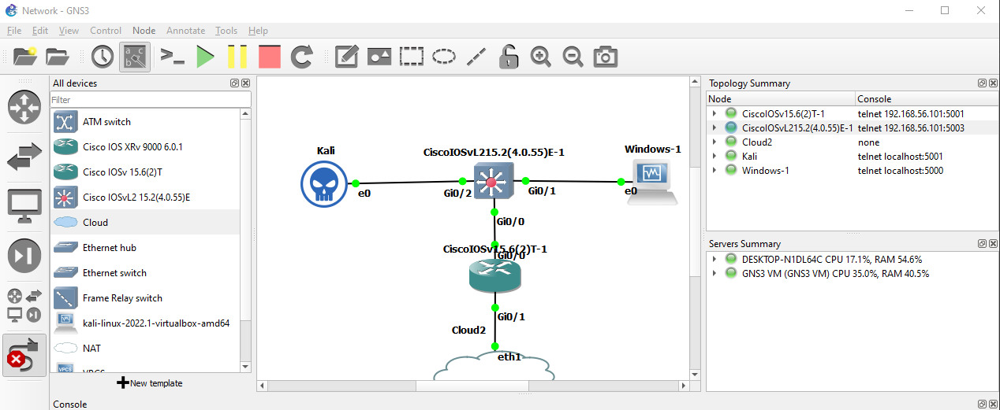 Network - GNS3
File Edit View Control Node Annotate Tools Help
All devices
Filter
ATM switch
Cisco IOS XRv 9000 6.0.1
Cisco IOSv 15.6(2)T
Cisco IOSvL2 15.2(4.0.55)E
Cloud
Ethernet hub
Ethernet switch
Frame Relay switch
kali-linux-2022.1-virtualbox-amd64
NAT
VPCS
New template
Kali
CiscoIOSvL215.2(4.0.55)E-1
Windows-1
e0
Gi0/2
Gi0/1
e0
Gi0/0
CiscoIOSv15.6(2)T-1
Gi0/0
Gi0/1
Cloud2
eth1
Topology Summary
Node Console
CiscoIOSv15.6(2)T-1 telnet 192.168.56.101:5001
CiscoIOSvL215.2(4.0.55)E-1 telnet 192.168.56.101:5003
Cloud2 none
Kali telnet localhost:5001
Windows-1 telnet localhost:5000
Servers Summary
DESKTOP-N1DL64C CPU 17.1%, RAM 54.6%
GNS3 VM (GNS3 VM) CPU 35.0%, RAM 40.5%
Console